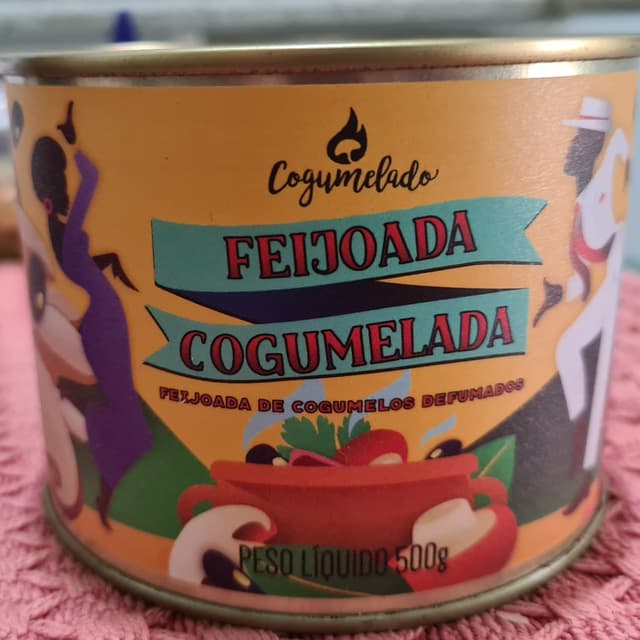 Cogumelado
FEIJOADA
COGUMELADA
FEIJOADA DE COGUMELOS DEFUMADOS
PESO LÍQUIDO 500g